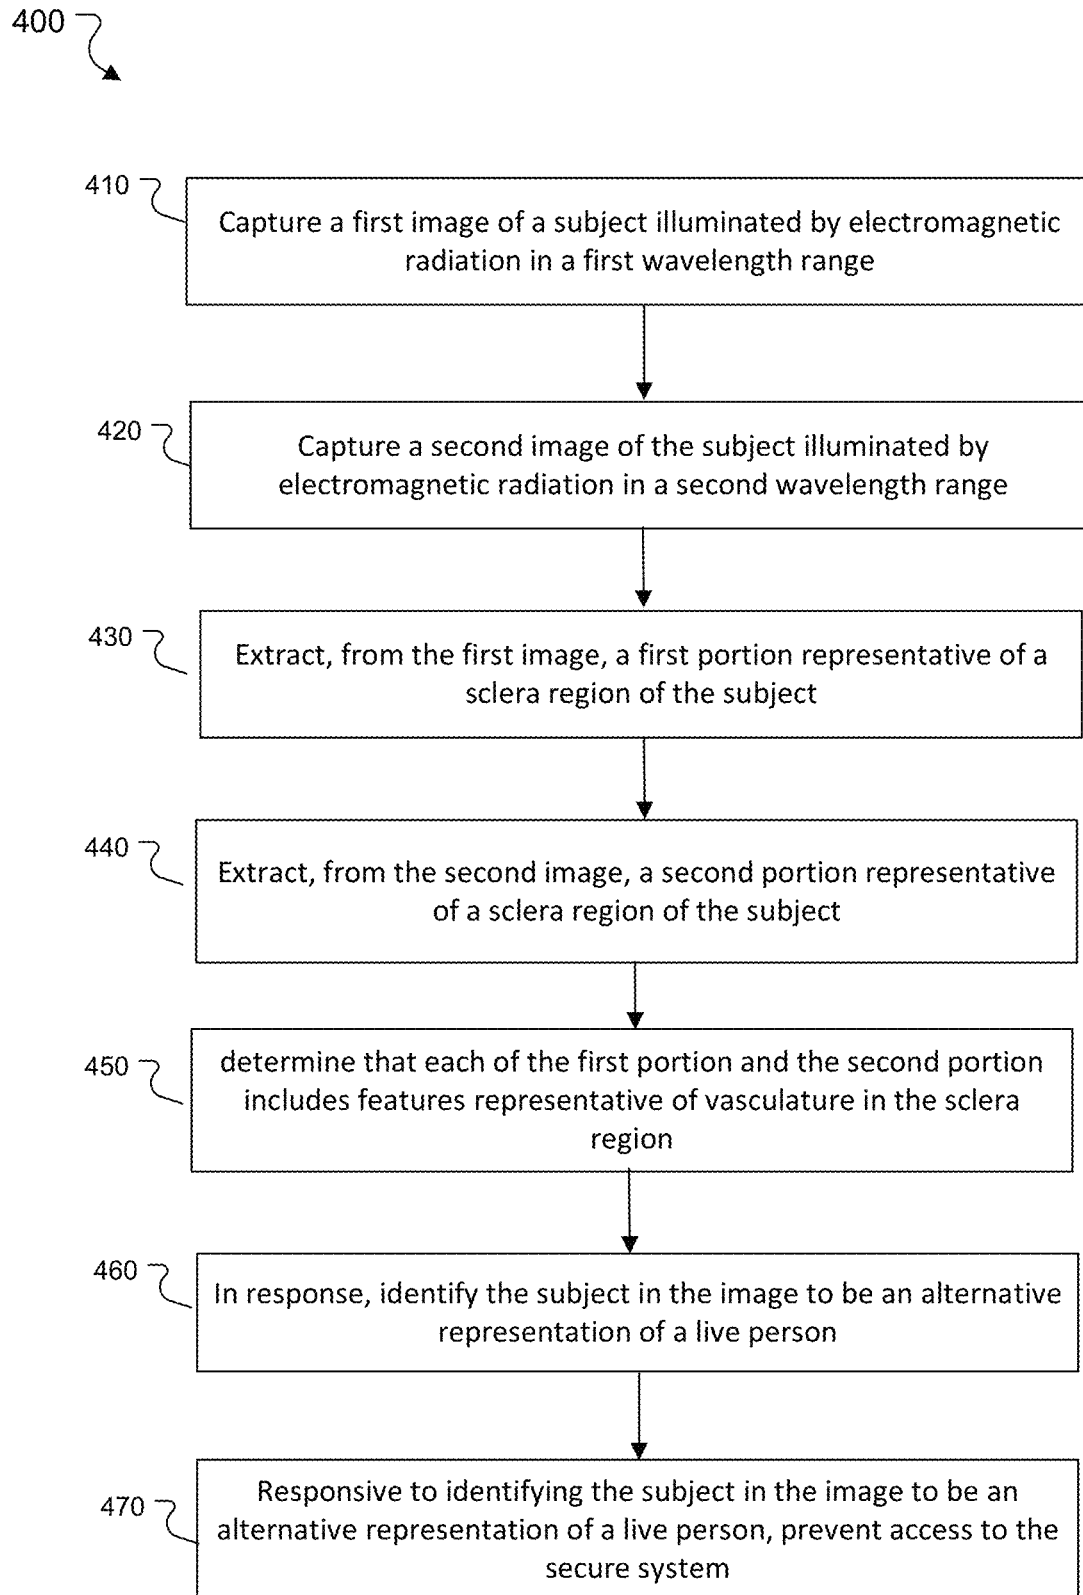 400
410
Capture a first image of a subject illuminated by electromagnetic
radiation in a first wavelength range
420
Capture a second image of the subject illuminated by
electromagnetic radiation in a second wavelength range
430
Extract, from the first image, a first portion representative of a
sclera region of the subject
440
Extract, from the second image, a second portion representative
of a sclera region of the subject
450
determine that each of the first portion and the second portion
includes features representative of vasculature in the sclera
region
460
In response, identify the subject in the image to be an alternative
representation of a live person
470
Responsive to identifying the subject in the image to be an
alternative representation of a live person, prevent access to the
secure system